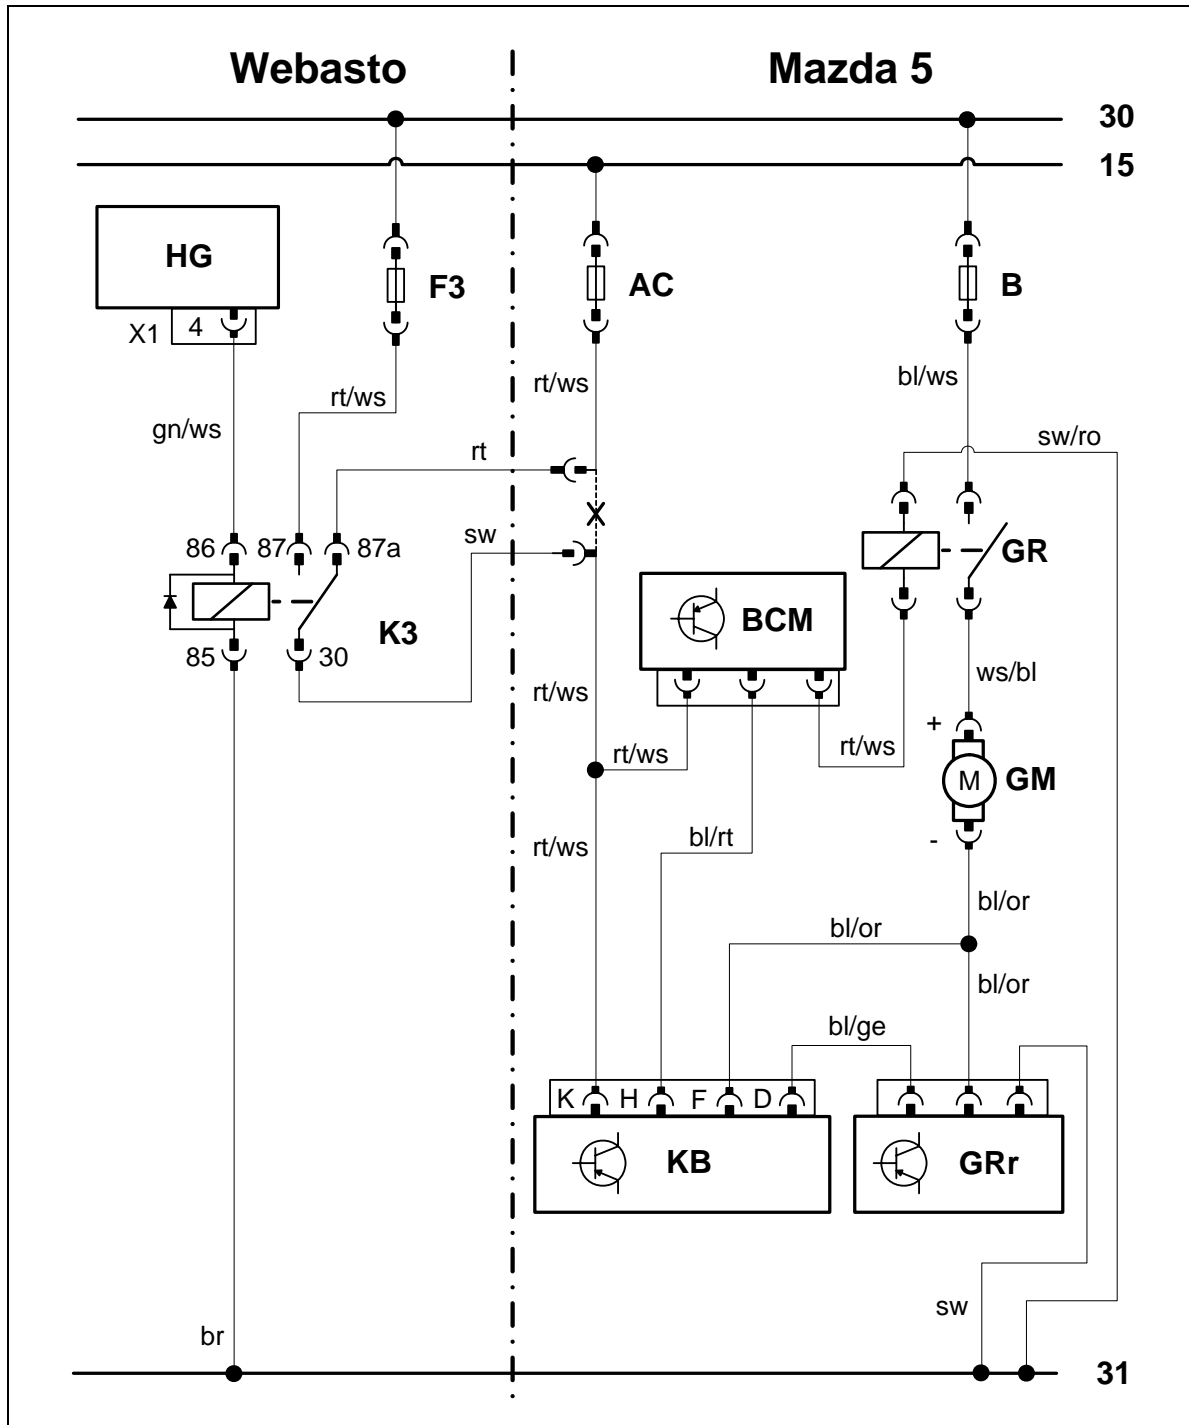 Webasto
Mazda 5
30
15
HG
F3
AC
B
X1
4
rt/ws
rt/ws
bl/ws
gn/ws
rt
sw/ro
86
87
87a
sw
GR
BCM
K3
85
30
rt/ws
ws/bl
rt/ws
rt/ws
+
M
GM
rt/ws
bl/rt
-
bl/or
bl/or
bl/or
bl/ge
K
H
F
D
KB
GRr
sw
br
31